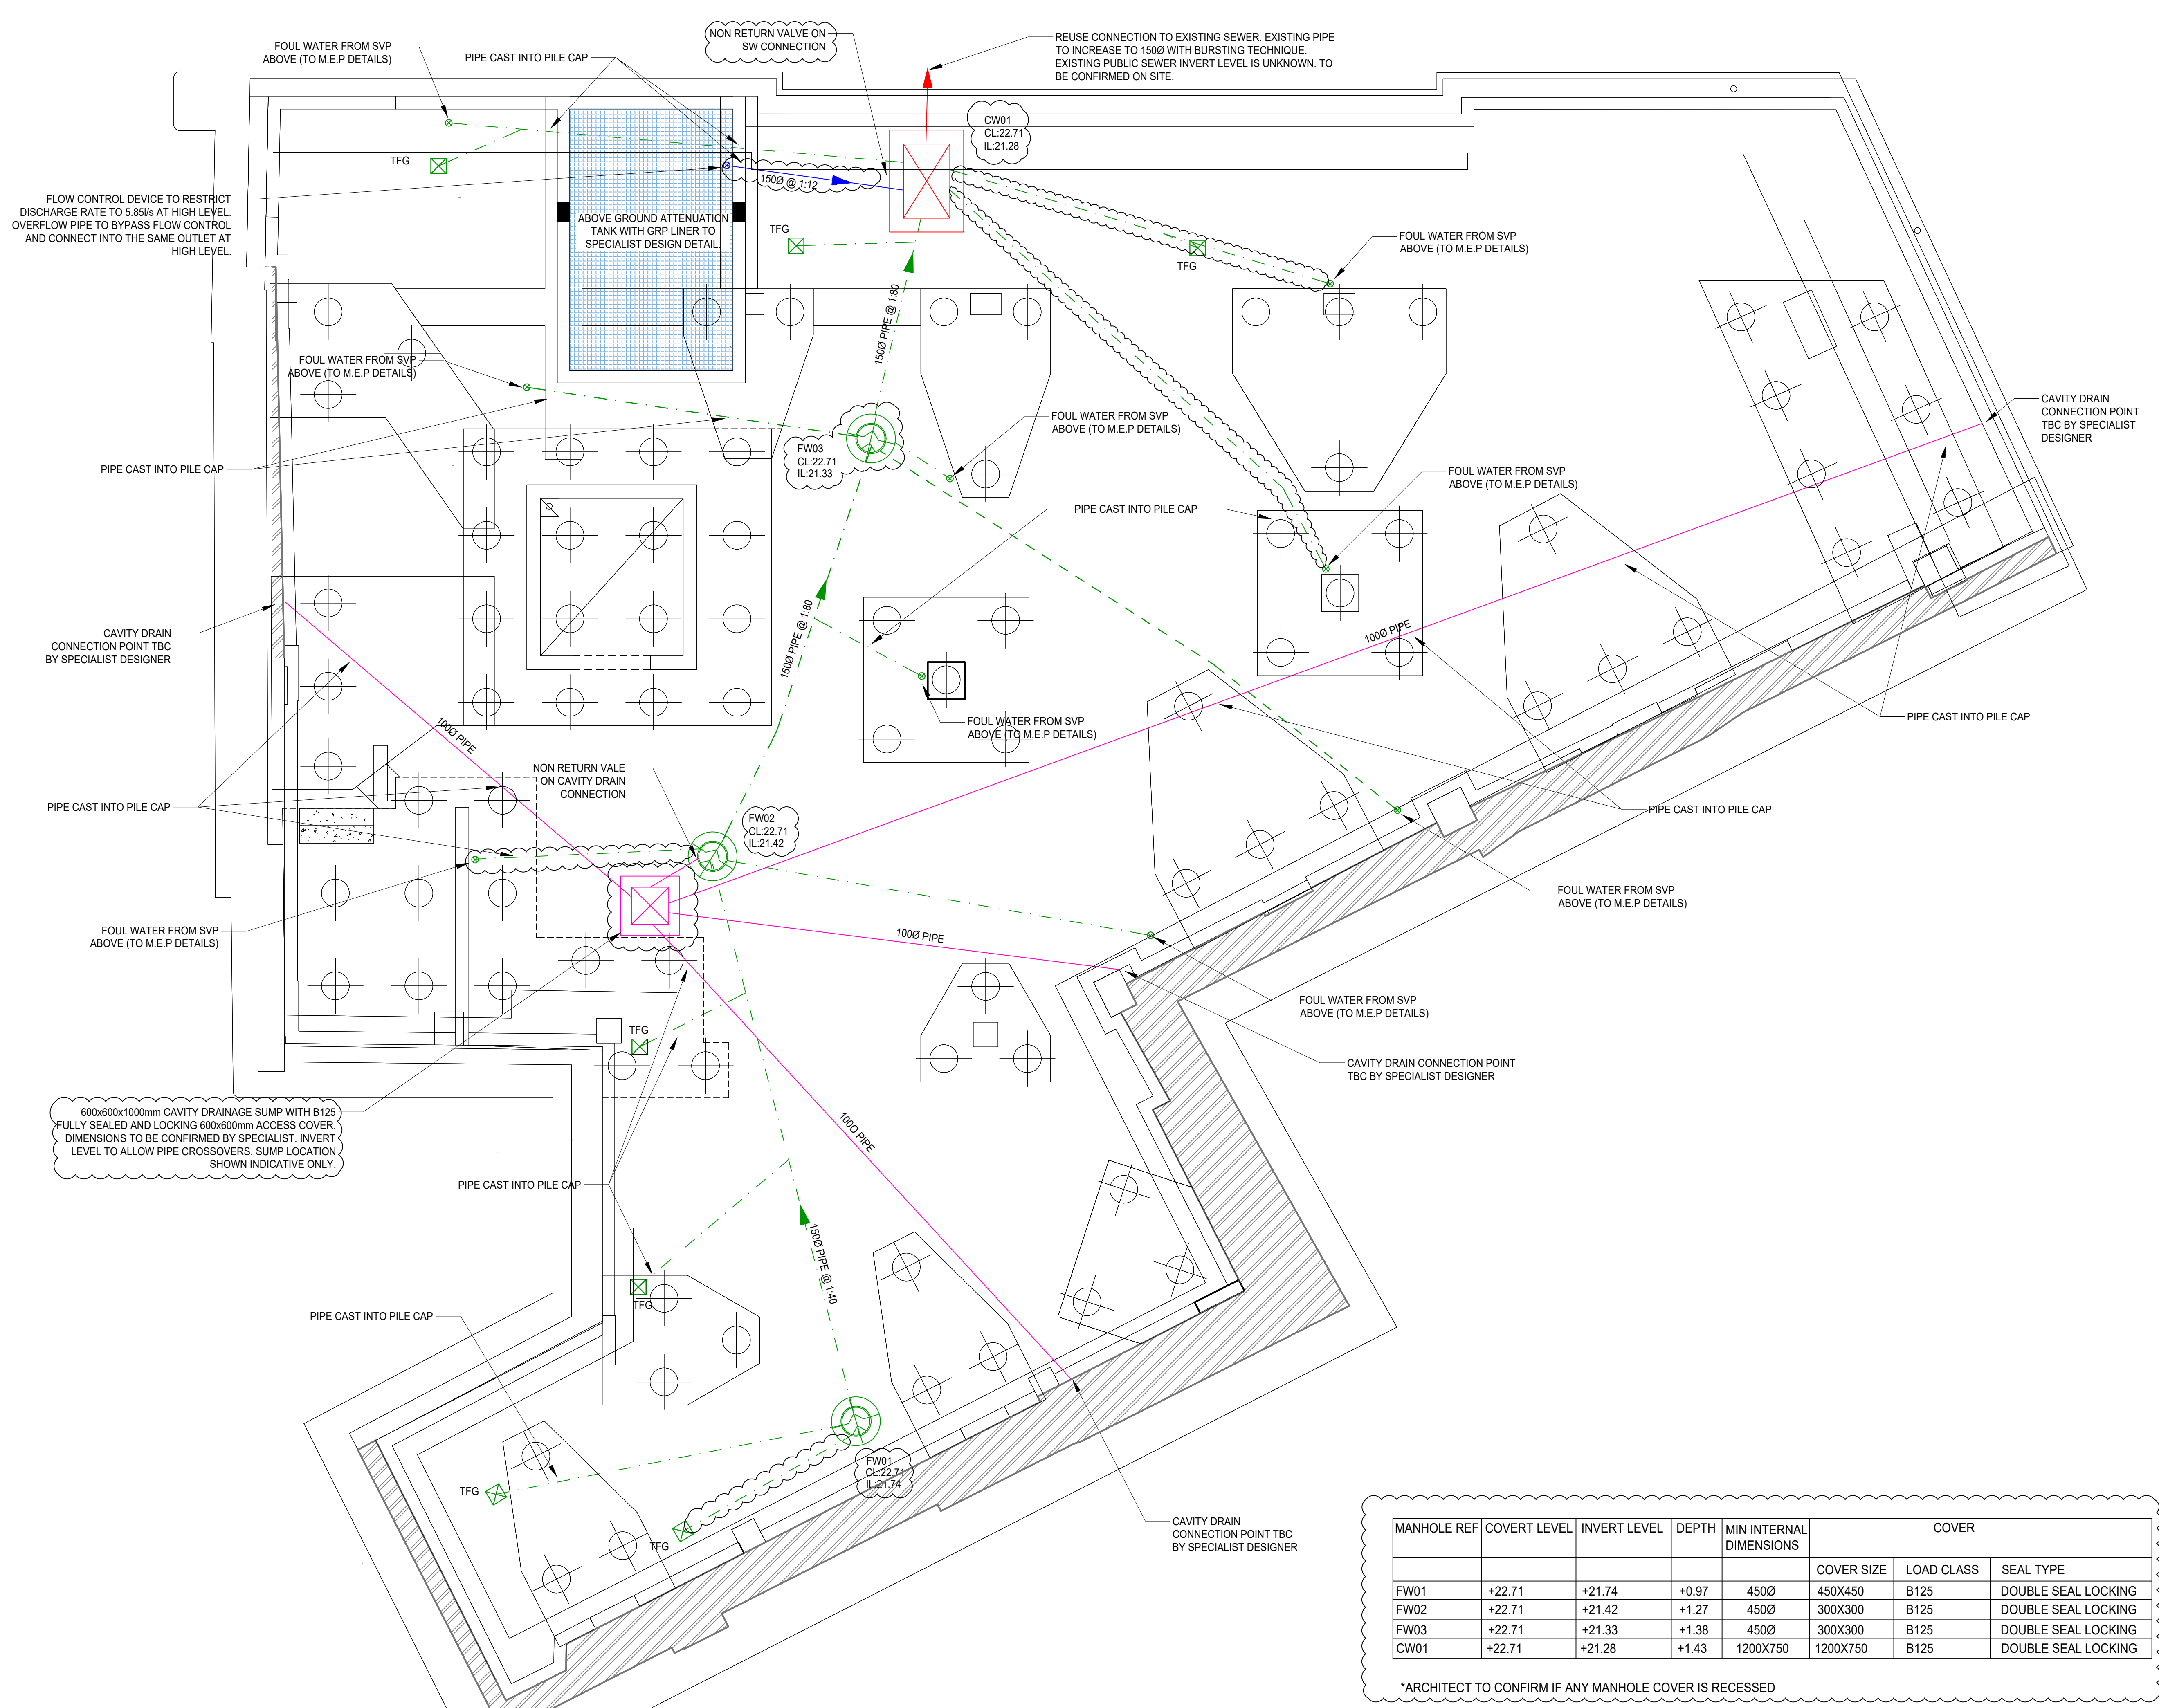 FOUL WATER FROM SVP
ABOVE (TO M.E.P DETAILS)
PIPE CAST INTO PILE CAP
NON RETURN VALVE ON
SW CONNECTION
REUSE CONNECTION TO EXISTING SEWER. EXISTING PIPE
TO INCREASE TO 150Ø WITH BURSTING TECHNIQUE.
EXISTING PUBLIC SEWER INVERT LEVEL IS UNKNOWN. TO
BE CONFIRMED ON SITE.
CW01
CL:22.71
IL:21.28
TFG
150Ø @ 1:12
FLOW CONTROL DEVICE TO RESTRICT
DISCHARGE RATE TO 5.85l/s AT HIGH LEVEL.
OVERFLOW PIPE TO BYPASS FLOW CONTROL
AND CONNECT INTO THE SAME OUTLET AT
HIGH LEVEL.
ABOVE GROUND ATTENUATION
TANK WITH GRP LINER TO
SPECIALIST DESIGN DETAIL.
TFG
TFG
FOUL WATER FROM SVP
ABOVE (TO M.E.P DETAILS)
150Ø PIPE @ 1:80
FOUL WATER FROM SVP
ABOVE (TO M.E.P DETAILS)
FOUL WATER FROM SVP
ABOVE (TO M.E.P DETAILS)
CAVITY DRAIN
CONNECTION POINT
TBC BY SPECIALIST
DESIGNER
FW03
CL:22.71
IL:21.33
PIPE CAST INTO PILE CAP
FOUL WATER FROM SVP
ABOVE (TO M.E.P DETAILS)
PIPE CAST INTO PILE CAP
150Ø PIPE @ 1:80
CAVITY DRAIN
CONNECTION POINT TBC
BY SPECIALIST DESIGNER
100Ø PIPE
100Ø PIPE
FOUL WATER FROM SVP
ABOVE (TO M.E.P DETAILS)
PIPE CAST INTO PILE CAP
NON RETURN VALE
ON CAVITY DRAIN
CONNECTION
PIPE CAST INTO PILE CAP
FW02
CL:22.71
IL:21.42
PIPE CAST INTO PILE CAP
FOUL WATER FROM SVP
ABOVE (TO M.E.P DETAILS)
FOUL WATER FROM SVP
ABOVE (TO M.E.P DETAILS)
100Ø PIPE
FOUL WATER FROM SVP
ABOVE (TO M.E.P DETAILS)
TFG
CAVITY DRAIN CONNECTION POINT
TBC BY SPECIALIST DESIGNER
600x600x1000mm CAVITY DRAINAGE SUMP WITH B125
FULLY SEALED AND LOCKING 600x600mm ACCESS COVER.
DIMENSIONS TO BE CONFIRMED BY SPECIALIST. INVERT
LEVEL TO ALLOW PIPE CROSSOVERS. SUMP LOCATION
SHOWN INDICATIVE ONLY.
100Ø PIPE
PIPE CAST INTO PILE CAP
150Ø PIPE @ 1:40
TFG
PIPE CAST INTO PILE CAP
FW01
CL:22.71
IL:21.74
TFG
TFG
CAVITY DRAIN
CONNECTION POINT TBC
BY SPECIALIST DESIGNER
MANHOLE REF COVERT LEVEL INVERT LEVEL DEPTH MIN INTERNAL DIMENSIONS COVER
COVER SIZE LOAD CLASS SEAL TYPE
FW01 +22.71 +21.74 +0.97 450Ø 450X450 B125 DOUBLE SEAL LOCKING
FW02 +22.71 +21.42 +1.27 450Ø 300X300 B125 DOUBLE SEAL LOCKING
FW03 +22.71 +21.33 +1.38 450Ø 300X300 B125 DOUBLE SEAL LOCKING
CW01 +22.71 +21.28 +1.43 1200X750 1200X750 B125 DOUBLE SEAL LOCKING
*ARCHITECT TO CONFIRM IF ANY MANHOLE COVER IS RECESSED